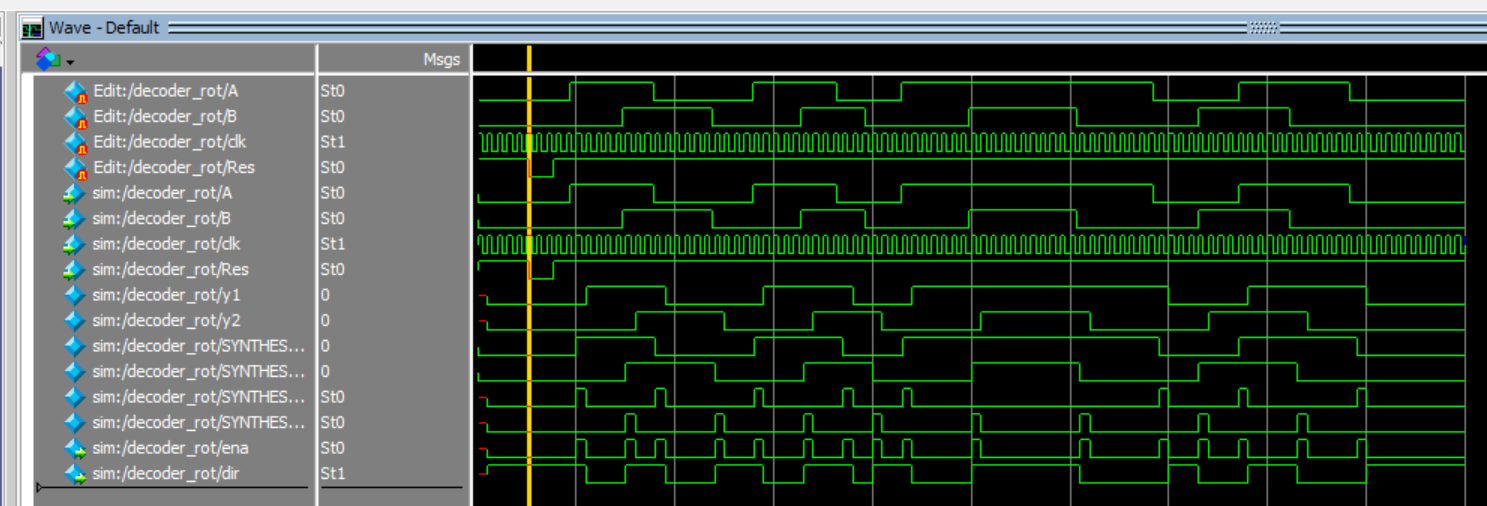 Wave - Default
Msgs
Edit:/decoder_rot/A St0
Edit:/decoder_rot/B St0
Edit:/decoder_rot/clk St1
Edit:/decoder_rot/Res St0
sim:/decoder_rot/A St0
sim:/decoder_rot/B St0
sim:/decoder_rot/clk St1
sim:/decoder_rot/Res St0
sim:/decoder_rot/y1 0
sim:/decoder_rot/y2 0
sim:/decoder_rot/SYNTHES... 0
sim:/decoder_rot/SYNTHES... 0
sim:/decoder_rot/SYNTHES... St0
sim:/decoder_rot/SYNTHES... St0
sim:/decoder_rot/ena St0
sim:/decoder_rot/dir St1